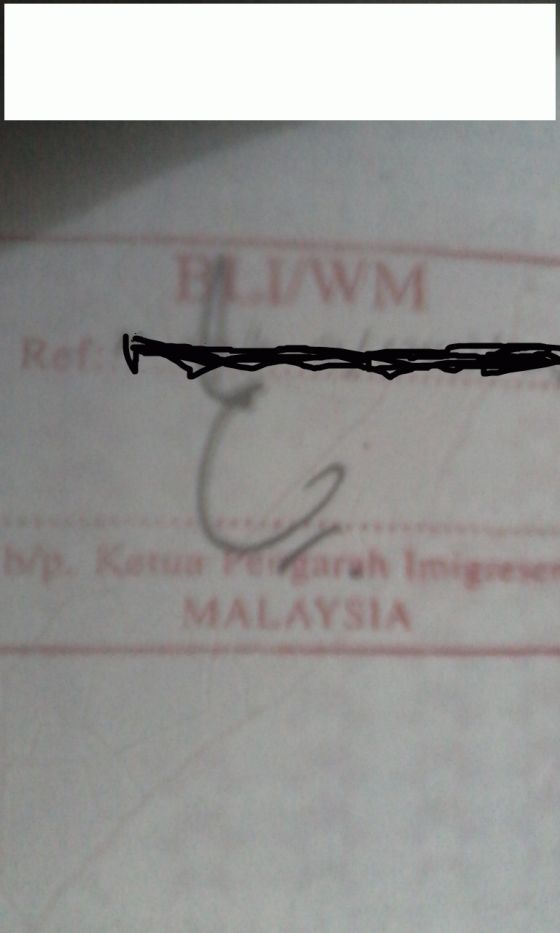 BLI/WM
Ref:
b/p. Ketua Pengarah Imigresen
MALAYSIA